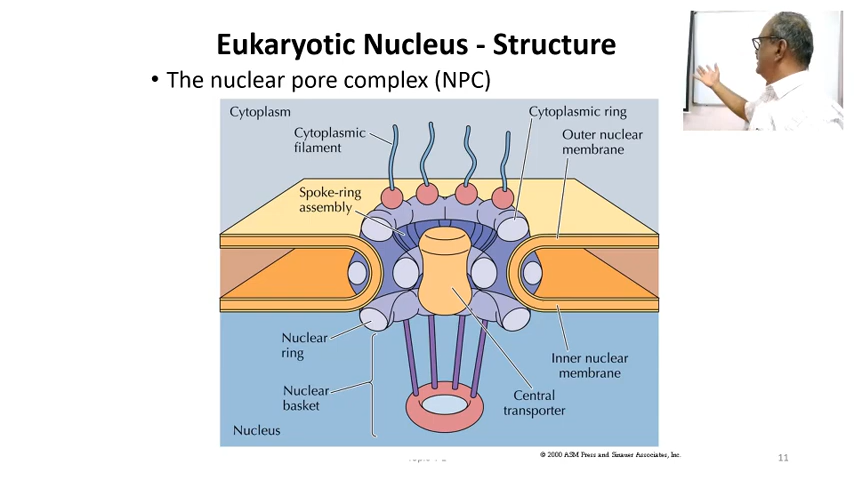 Eukaryotic Nucleus - Structure
• The nuclear pore complex (NPC)
Cytoplasm
Cytoplasmic ring
Cytoplasmic
filament
Outer nuclear
membrane
Spoke-ring
assembly
Nuclear
ring
Inner nuclear
membrane
Nuclear
basket
Central
transporter
Nucleus
© 2000 ASM Press and Sinauer Associates, Inc.
11